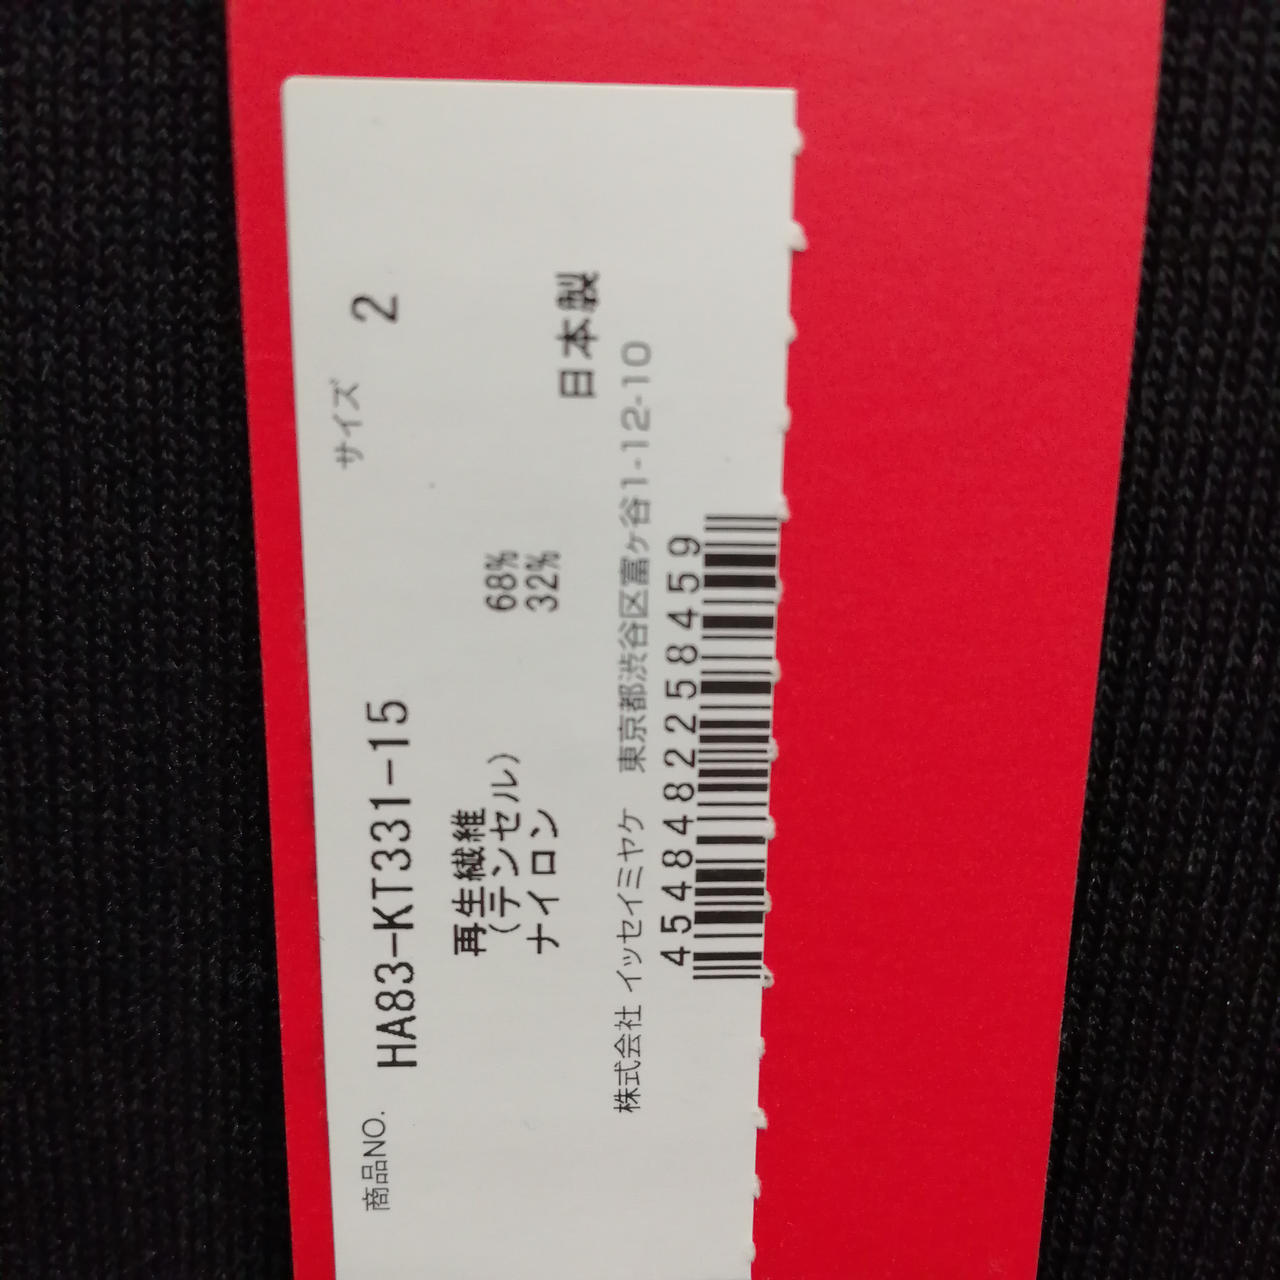 サイズ 2
商品NO. HA83-KT331-15
再生繊維
(テンセル) 68%
ナイロン 32%
日本製
株式会社 イッセイミヤケ 東京都渋谷区富ヶ谷1-12-10
4548482258459